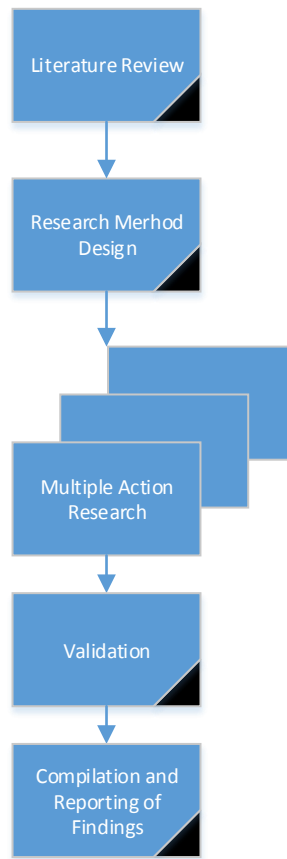 Literature Review
Research Merhod
Design
Multiple Action
Research
Validation
Compilation and
Reporting of
Findings